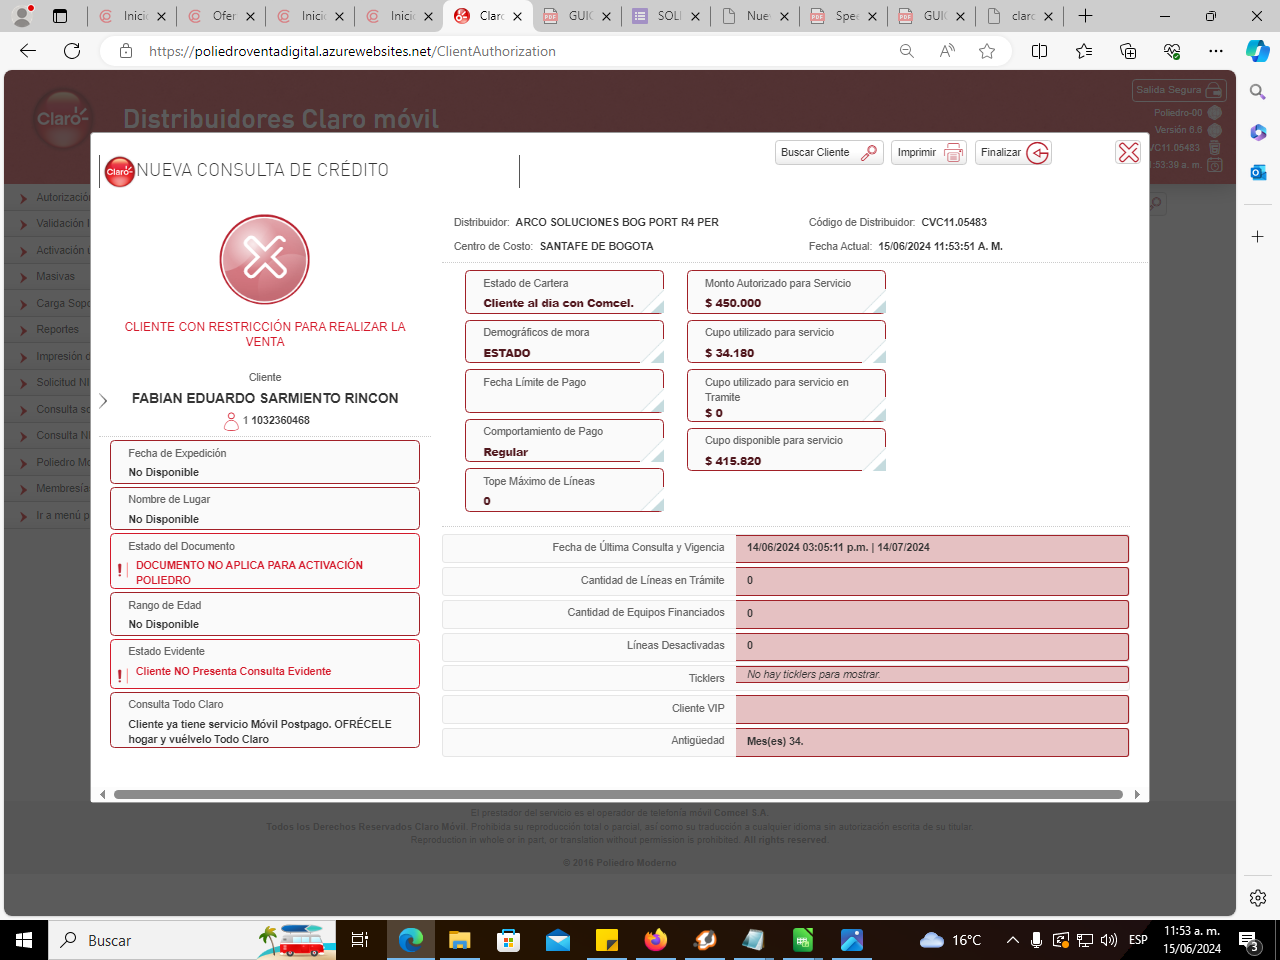 Inicio
Ofer
Inicio
Inicio
Claro
GUIO
SOLI
Nuev
Spee
GUIO
claro
https://poliedroventadigital.azurewebsites.net/ClientAuthorization
Claro
Distribuidores Claro móvil
Salida Segura
Poliedro-00
Versión 6.6
VC11.05483
:53:39 a. m.
Autorización
Validación
Activación
Masivas
Carga Sopo
Reportes
Impresión d
Solicitud NI
Consulta so
Consulta NI
Poliedro Mo
Membresía
Ir a menú p
Claro
NUEVA CONSULTA DE CRÉDITO
Buscar Cliente
Imprimir
Finalizar
CLIENTE CON RESTRICCIÓN PARA REALIZAR LA
VENTA
Cliente
FABIAN EDUARDO SARMIENTO RINCON
1 1032360468
Fecha de Expedición
No Disponible
Nombre de Lugar
No Disponible
Estado del Documento
! DOCUMENTO NO APLICA PARA ACTIVACIÓN
POLIEDRO
Rango de Edad
No Disponible
Estado Evidente
! Cliente NO Presenta Consulta Evidente
Consulta Todo Claro
Cliente ya tiene servicio Móvil Postpago. OFRÉCELE
hogar y vuélvelo Todo Claro
Distribuidor: ARCO SOLUCIONES BOG PORT R4 PER
Código de Distribuidor: CVC11.05483
Centro de Costo: SANTAFE DE BOGOTA
Fecha Actual: 15/06/2024 11:53:51 A. M.
Estado de Cartera
Cliente al dia con Comcel.
Demográficos de mora
ESTADO
Fecha Límite de Pago
Comportamiento de Pago
Regular
Tope Máximo de Líneas
0
Monto Autorizado para Servicio
$ 450.000
Cupo utilizado para servicio
$ 34.180
Cupo utilizado para servicio en
Tramite
$ 0
Cupo disponible para servicio
$ 415.820
Fecha de Última Consulta y Vigencia 14/06/2024 03:05:11 p.m. | 14/07/2024
Cantidad de Líneas en Trámite 0
Cantidad de Equipos Financiados 0
Líneas Desactivadas 0
Ticklers No hay ticklers para mostrar.
Cliente VIP
Antigüedad Mes(es) 34.
El prestador del servicio es el operador de telefonía móvil Comcel S.A.
Todos los Derechos Reservados Claro Móvil. Prohibida su reproducción total o parcial, así como su traducción a cualquier idioma sin autorización escrita de su titular.
Reproduction in whole or in part, or translation without permission is prohibited. All rights reserved.
© 2016 Poliedro Moderno
Buscar
16°C
ESP
11:53 a. m.
15/06/2024
3